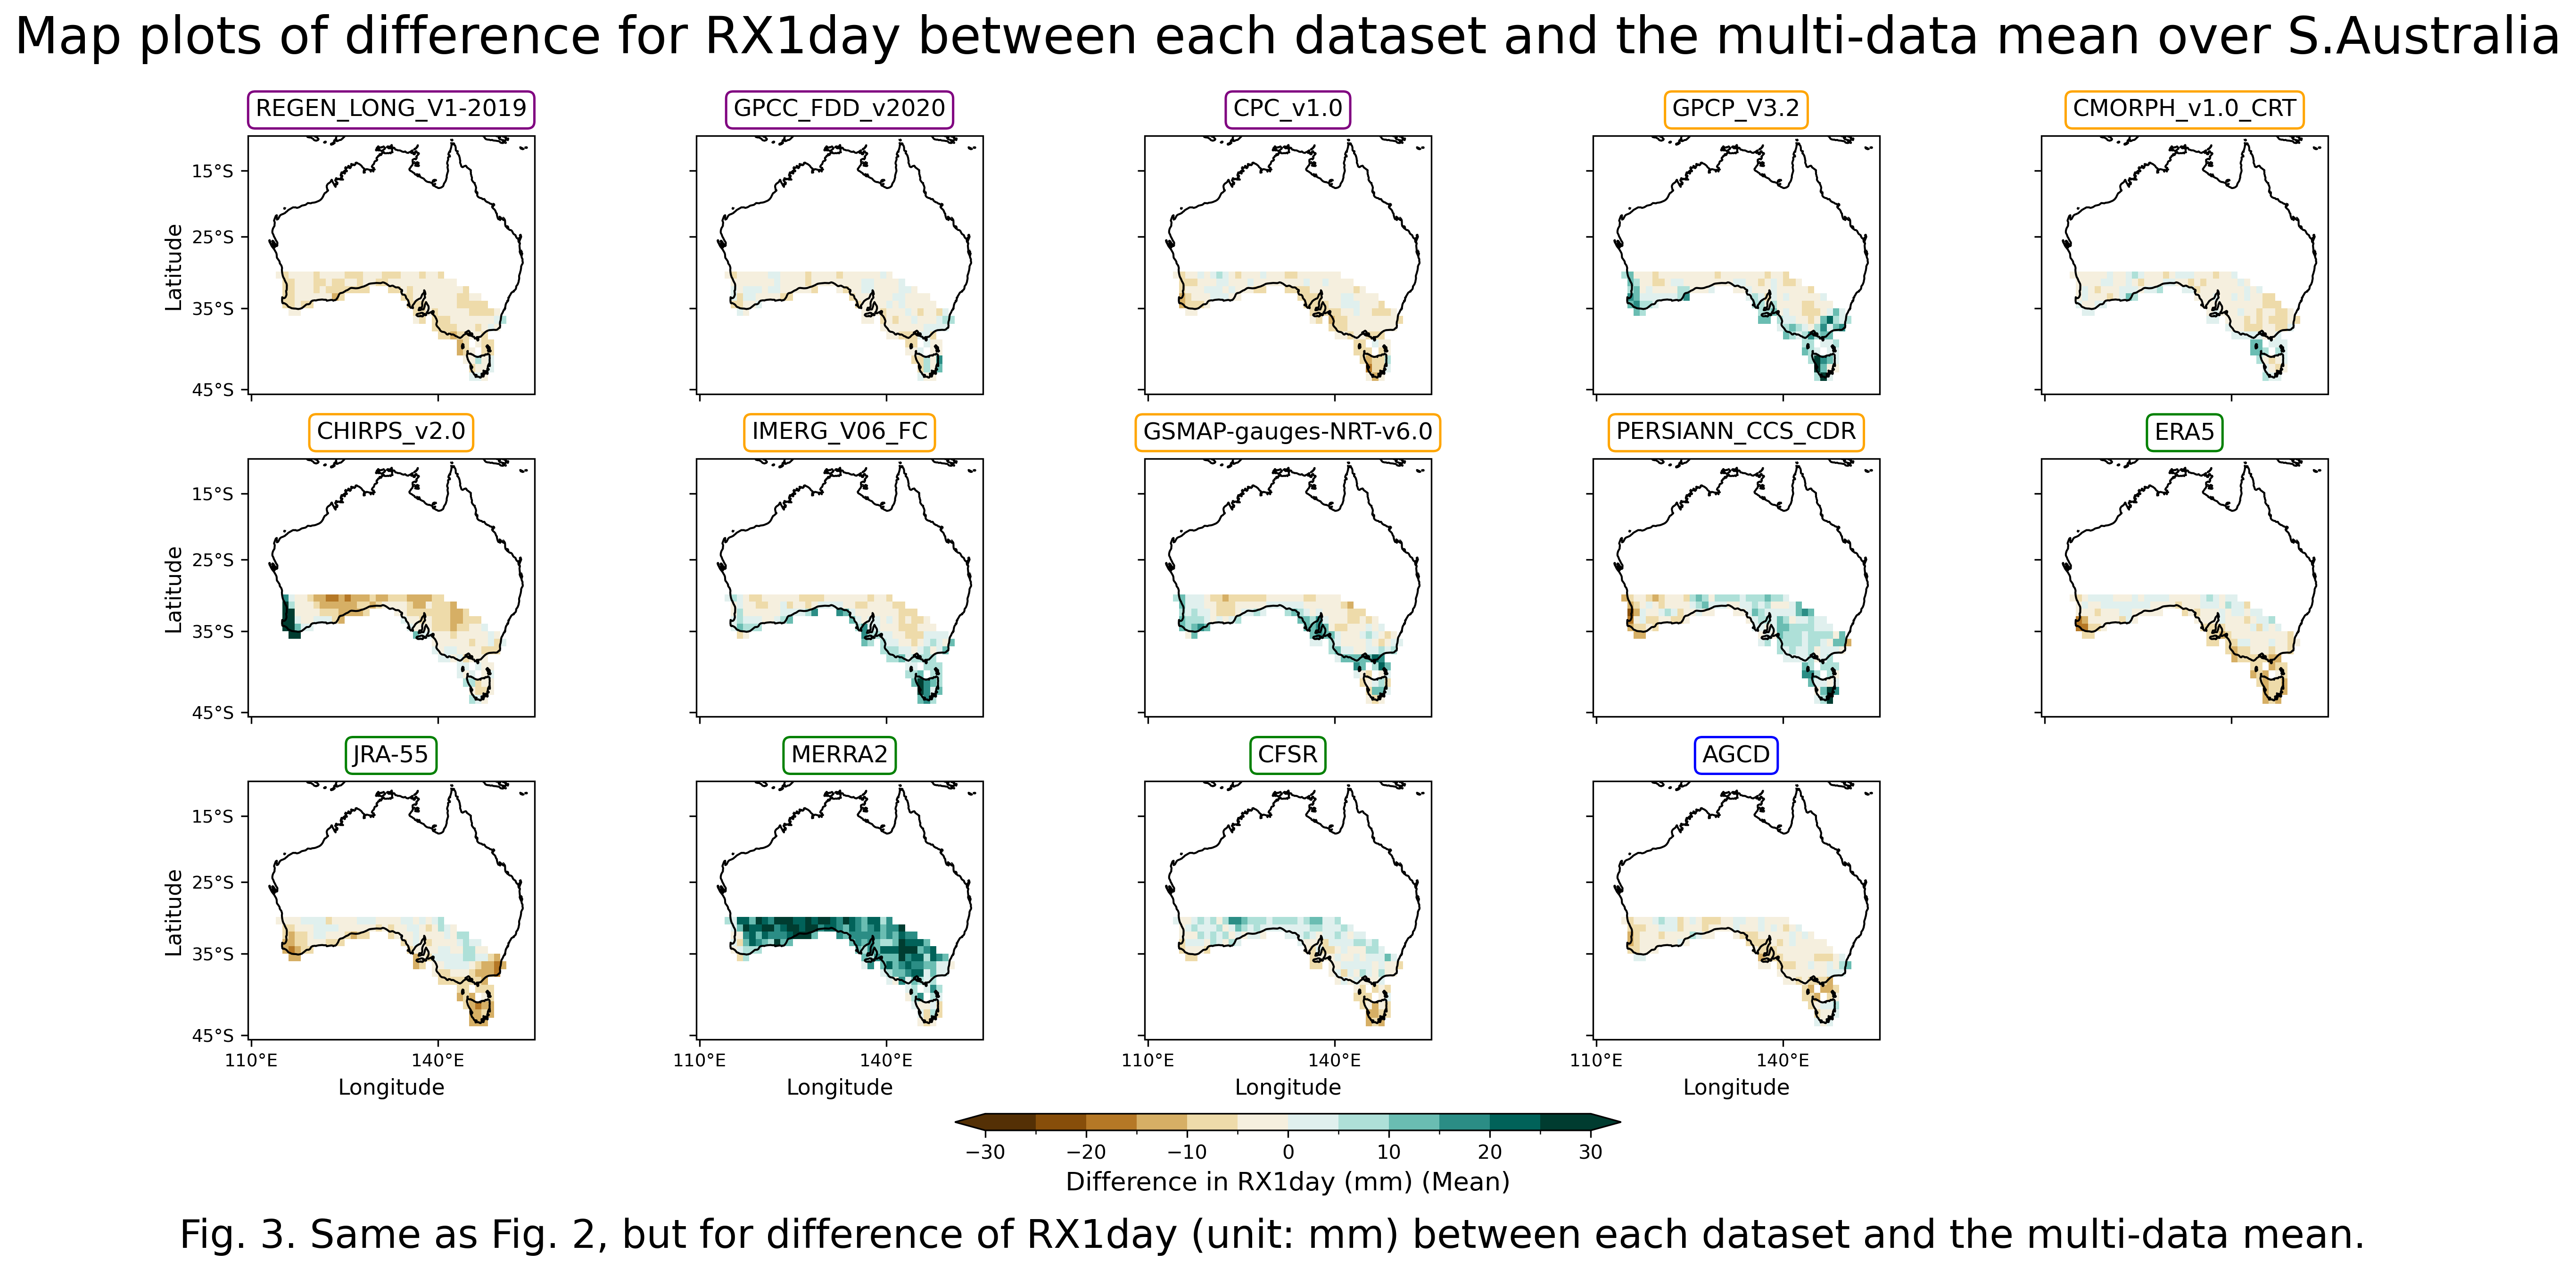 Map plots of difference for RX1day between each dataset and the multi-data mean over S.Australia
REGEN_LONG_V1-2019
GPCC_FDD_v2020
CPC_v1.0
GPCP_V3.2
CMORPH_v1.0_CRT
15°S
25°S
35°S
45°S
Latitude
CHIRPS_v2.0
IMERG_V06_FC
GSMAP-gauges-NRT-v6.0
PERSIANN_CCS_CDR
ERA5
15°S
25°S
35°S
45°S
Latitude
JRA-55
MERRA2
CFSR
AGCD
15°S
25°S
35°S
45°S
Latitude
110°E 140°E
110°E 140°E
110°E 140°E
110°E 140°E
Longitude
Longitude
Longitude
Longitude
−30 −20 −10 0 10 20 30
Difference in RX1day (mm) (Mean)
Fig. 3. Same as Fig. 2, but for difference of RX1day (unit: mm) between each dataset and the multi-data mean.